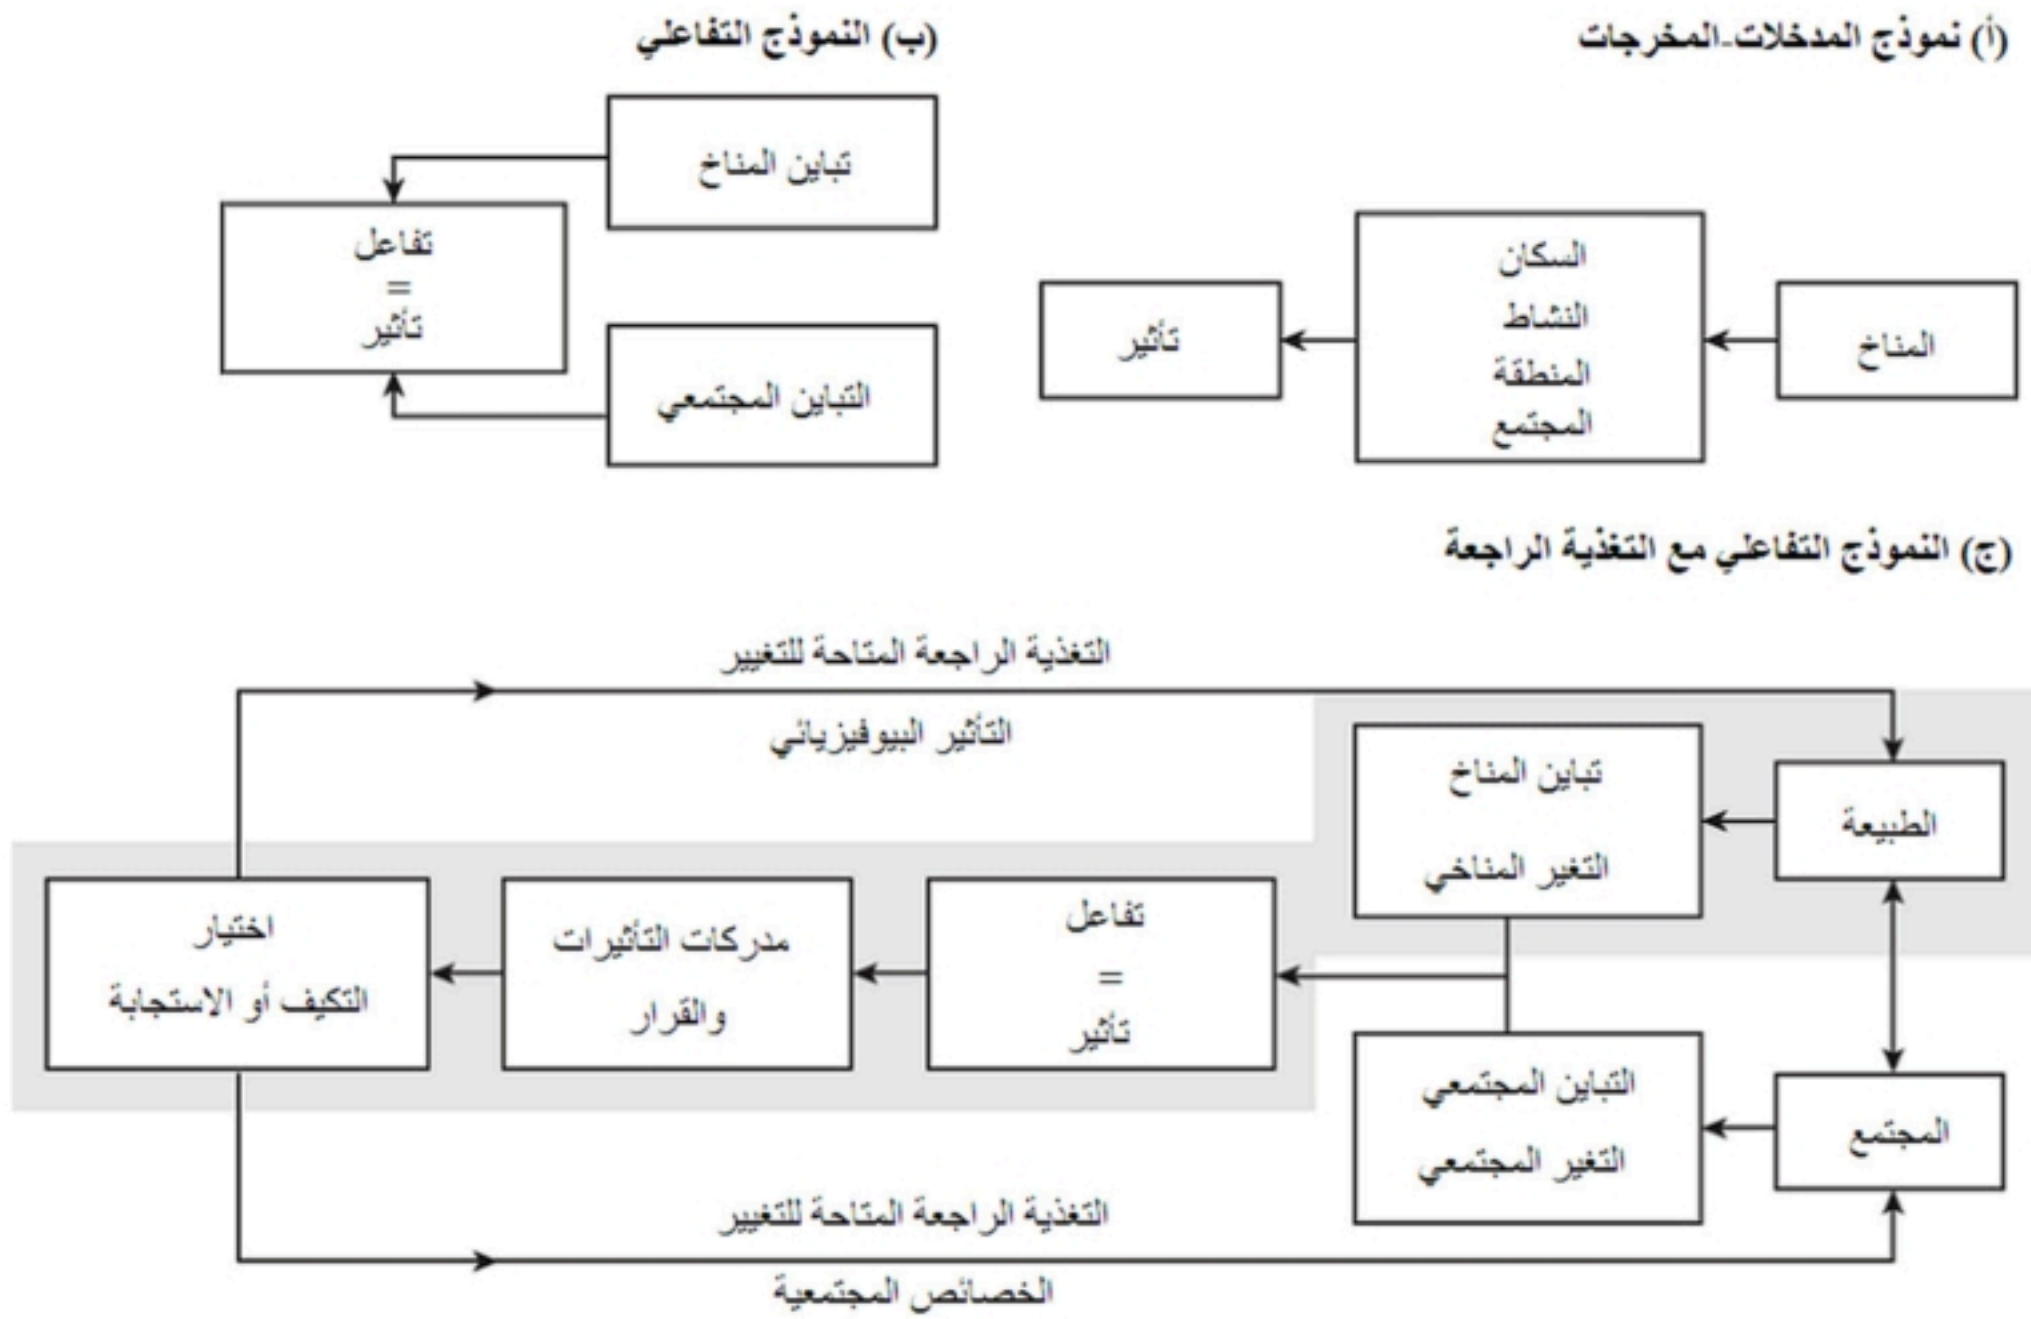 (أ) نموذج المدخلات-المخرجات
المناخ
السكان
النشاط
المنطقة
المجتمع
تأثير
(ب) النموذج التفاعلي
تباين المناخ
التباين المجتمعي
تفاعل
=
تأثير
(ج) النموذج التفاعلي مع التغذية الراجعة
التغذية الراجعة المتاحة للتغيير
التأثير البيوفيزيائي
الطبيعة
تباين المناخ
التغير المناخي
المجتمع
التباين المجتمعي
التغير المجتمعي
تفاعل
=
تأثير
مدركات التأثيرات
والقرار
اختيار
التكيف أو الاستجابة
التغذية الراجعة المتاحة للتغيير
الخصائص المجتمعية